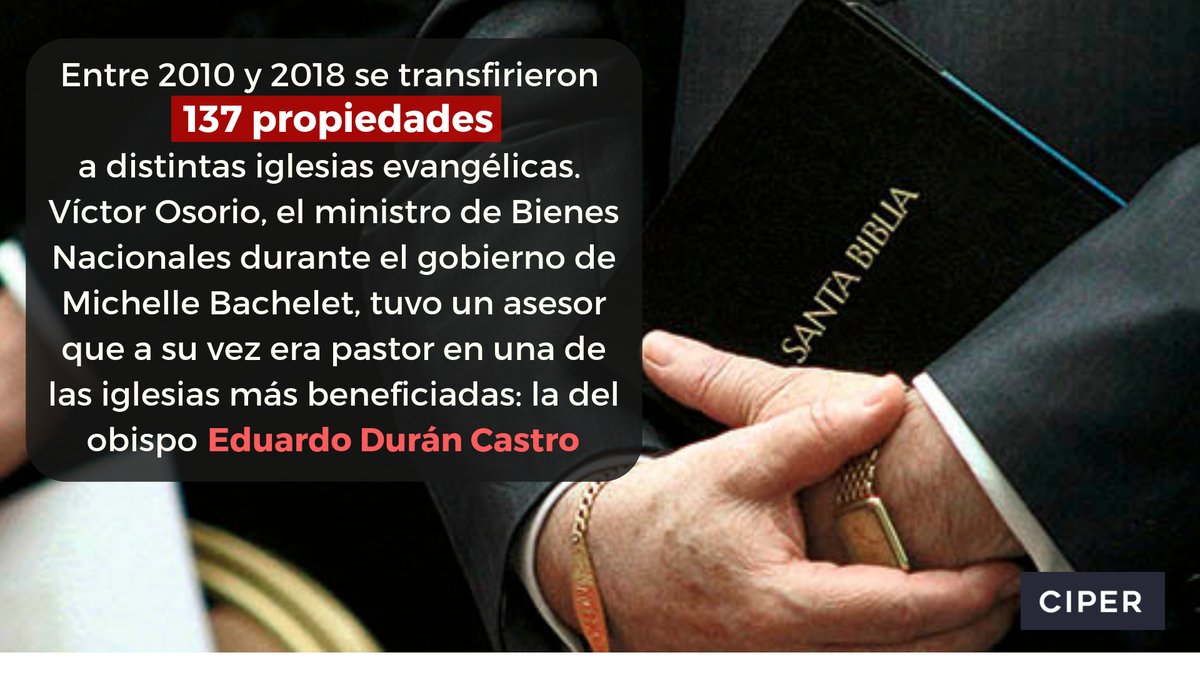 Entre 2010 y 2018 se transfirieron
137 propiedades
a distintas iglesias evangélicas.
Víctor Osorio, el ministro de Bienes
Nacionales durante el gobierno de
Michelle Bachelet, tuvo un asesor
que a su vez era pastor en una de
las iglesias más beneficiadas: la del
obispo Eduardo Durán Castro
SANTA BIBLIA
CIPER